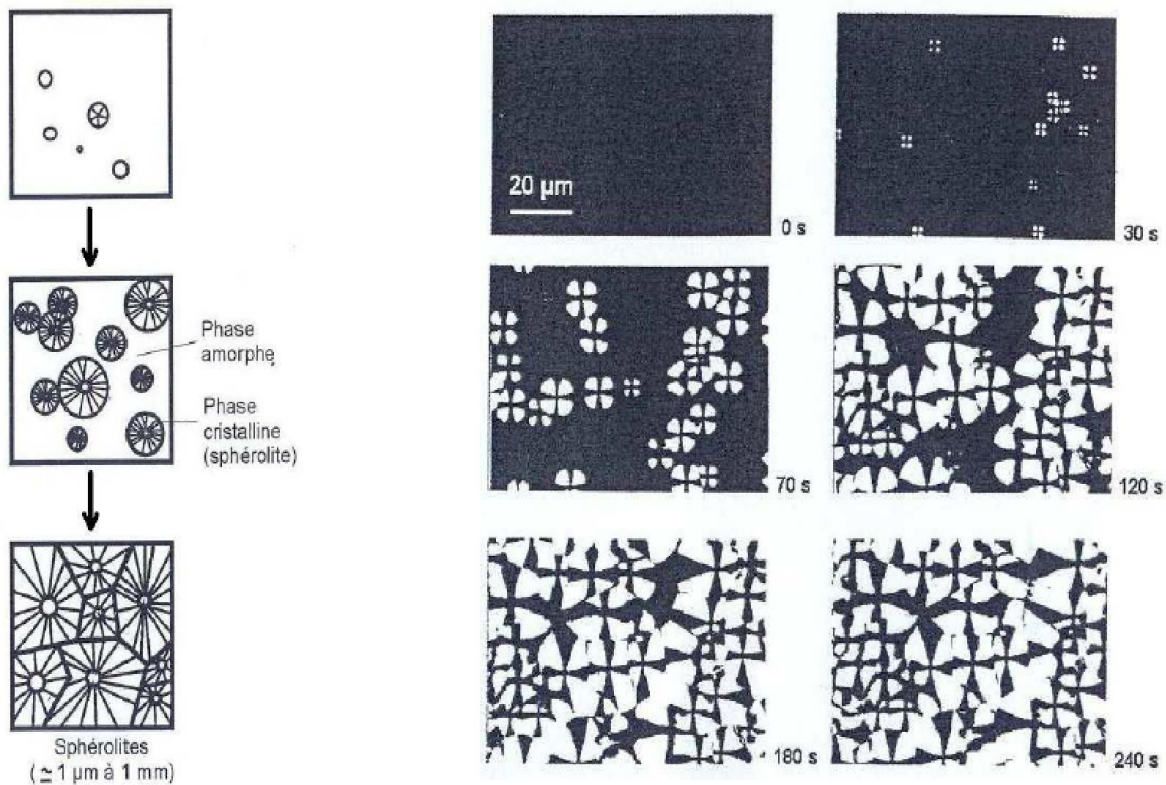 Phase
amorphe
Phase
cristalline
(sphérolite)
Sphérolites
(≃ 1 µm à 1 mm)
20 µm
0 s
30 s
70 s
120 s
180 s
240 s